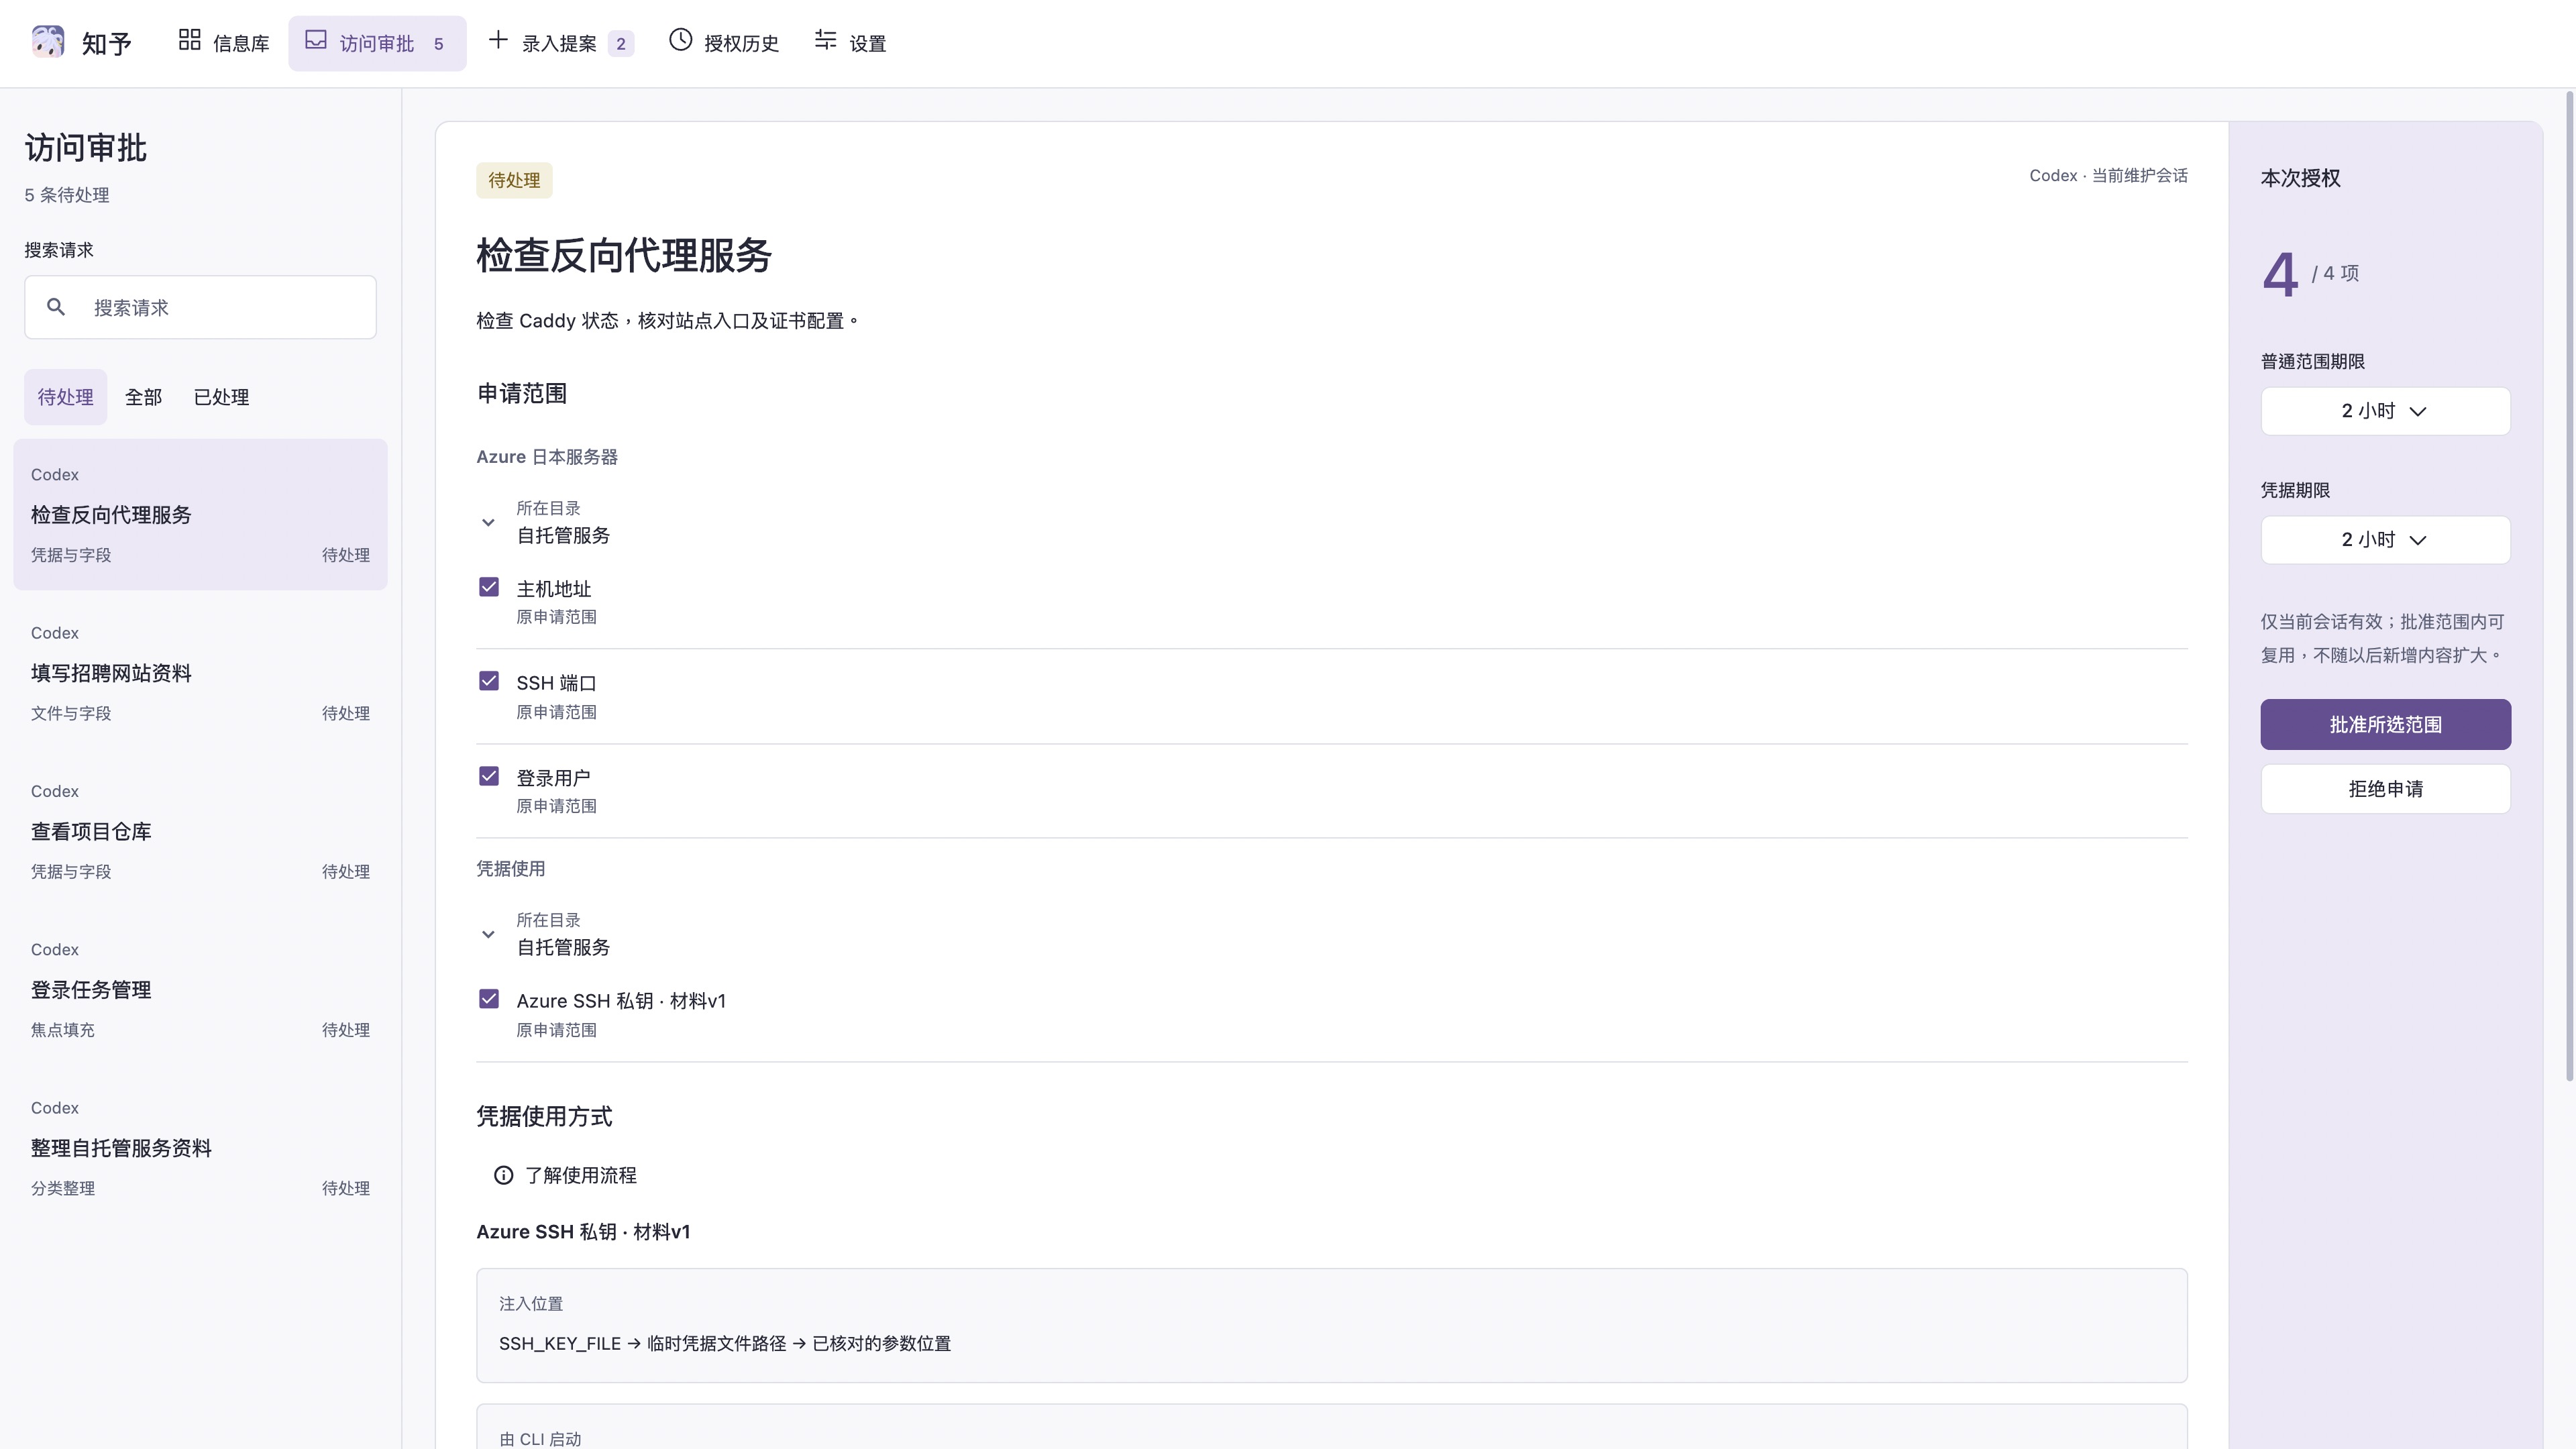 知予
信息库
访问审批 5
录入提案 2
授权历史
设置
访问审批
5 条待处理
搜索请求
搜索请求
待处理 全部 已处理
Codex
检查反向代理服务
凭据与字段 待处理
Codex
填写招聘网站资料
文件与字段 待处理
Codex
查看项目仓库
凭据与字段 待处理
Codex
登录任务管理
焦点填充 待处理
Codex
整理自托管服务资料
分类整理 待处理
待处理
Codex · 当前维护会话
检查反向代理服务
检查 Caddy 状态，核对站点入口及证书配置。
申请范围
Azure 日本服务器
所在目录
自托管服务
主机地址
原申请范围
SSH 端口
原申请范围
登录用户
原申请范围
凭据使用
所在目录
自托管服务
Azure SSH 私钥 · 材料v1
原申请范围
凭据使用方式
了解使用流程
Azure SSH 私钥 · 材料v1
注入位置
SSH_KEY_FILE → 临时凭据文件路径 → 已核对的参数位置
由 CLI 启动
本次授权
4 / 4 项
普通范围期限
2 小时
凭据期限
2 小时
仅当前会话有效；批准范围内可
复用，不随以后新增内容扩大。
批准所选范围
拒绝申请